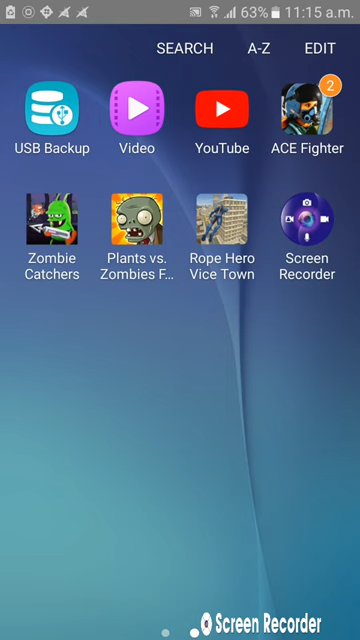 63% 11:15 a.m.
SEARCH A-Z EDIT
2
USB Backup Video YouTube ACE Fighter
Zombie Catchers
Plants vs. Zombies F...
Rope Hero Vice Town
Screen Recorder
Screen Recorder